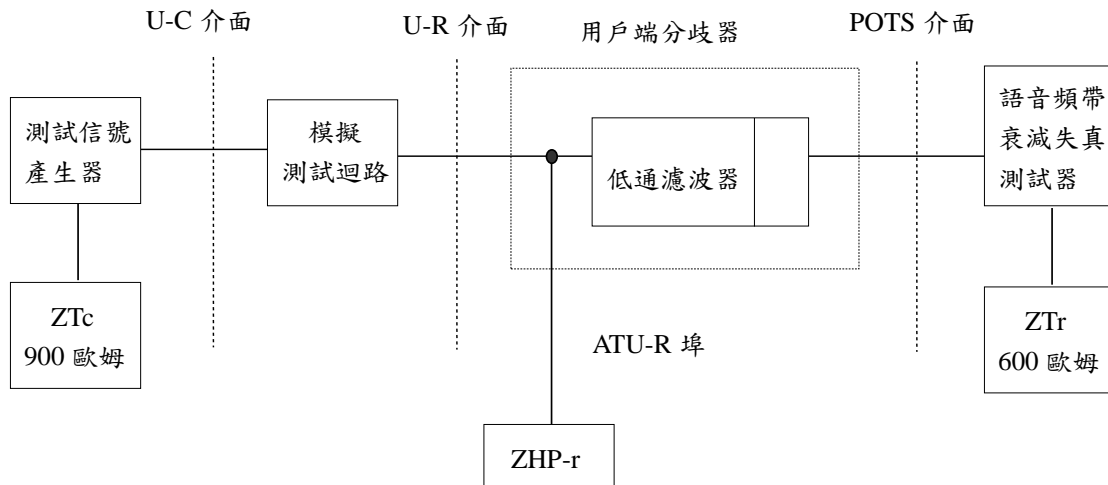 U-C 介面
U-R 介面
用戶端分歧器
POTS 介面
測試信號
產生器
模擬
測試迴路
低通濾波器
語音頻帶
衰減失真
測試器
ZTc
900 歐姆
ATU-R 埠
ZTr
600 歐姆
ZHP-r